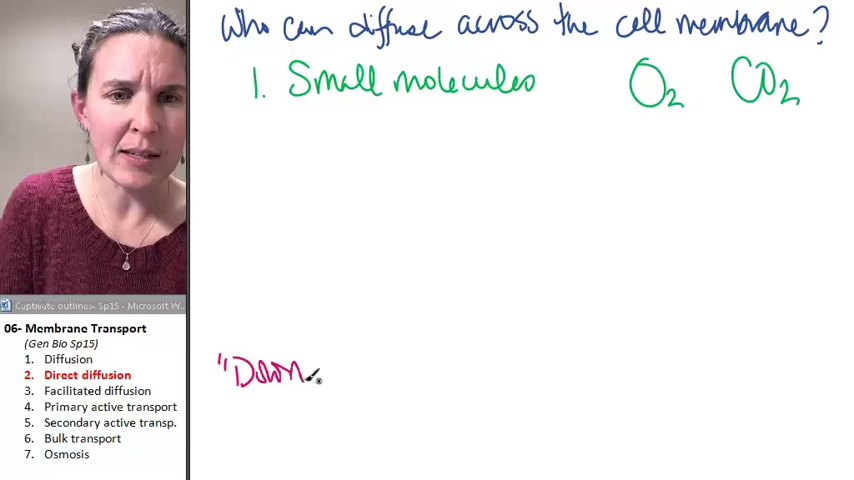 Who can diffuse across the cell membrane?
1. Small molecules O2 CO2
Captivate outlines- Sp15 - Microsoft W...
06- Membrane Transport
(Gen Bio Sp15)
1. Diffusion
2. Direct diffusion
3. Facilitated diffusion
4. Primary active transport
5. Secondary active transp.
6. Bulk transport
7. Osmosis
"Down